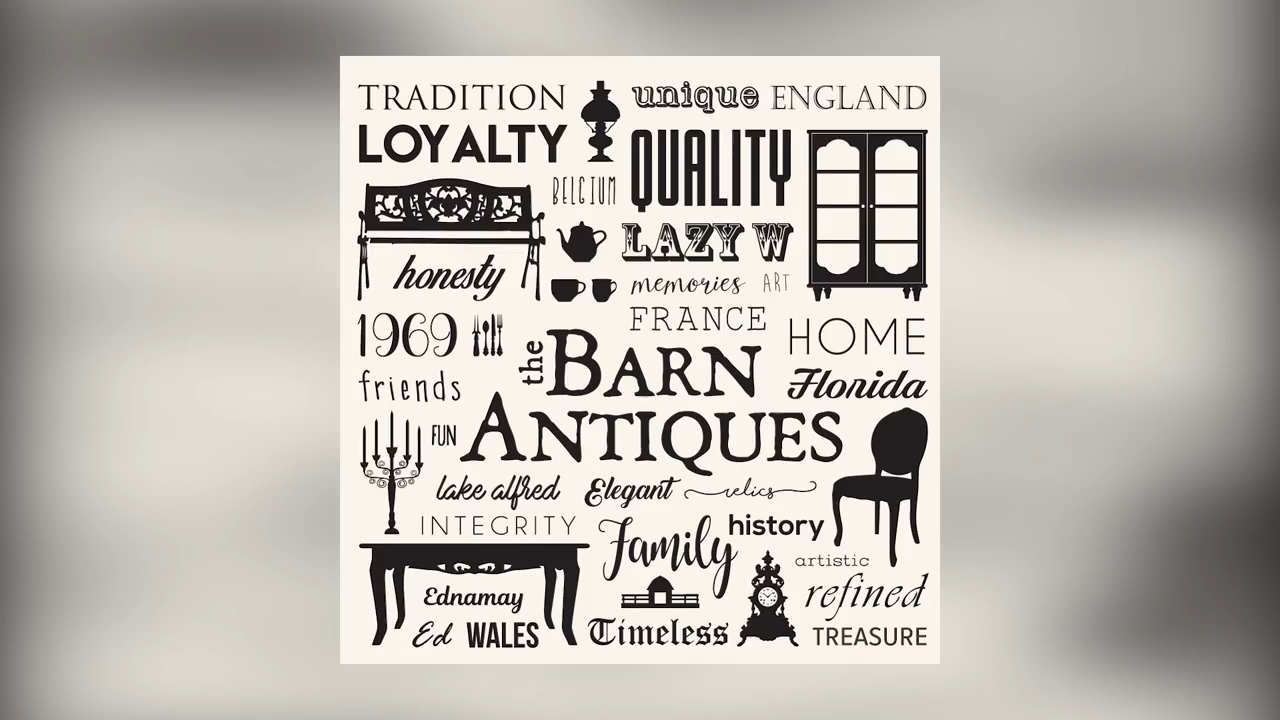 TRADITION unique ENGLAND
LOYALTY QUALITY
BELGIUM
LAZY W
honesty memories ART
FRANCE
1969 HOME
the BARN
friends Florida
FUN ANTIQUES
lake alfred Elegant relics
INTEGRITY Family history
artistic
Ednamay refined
Ed WALES Timeless TREASURE